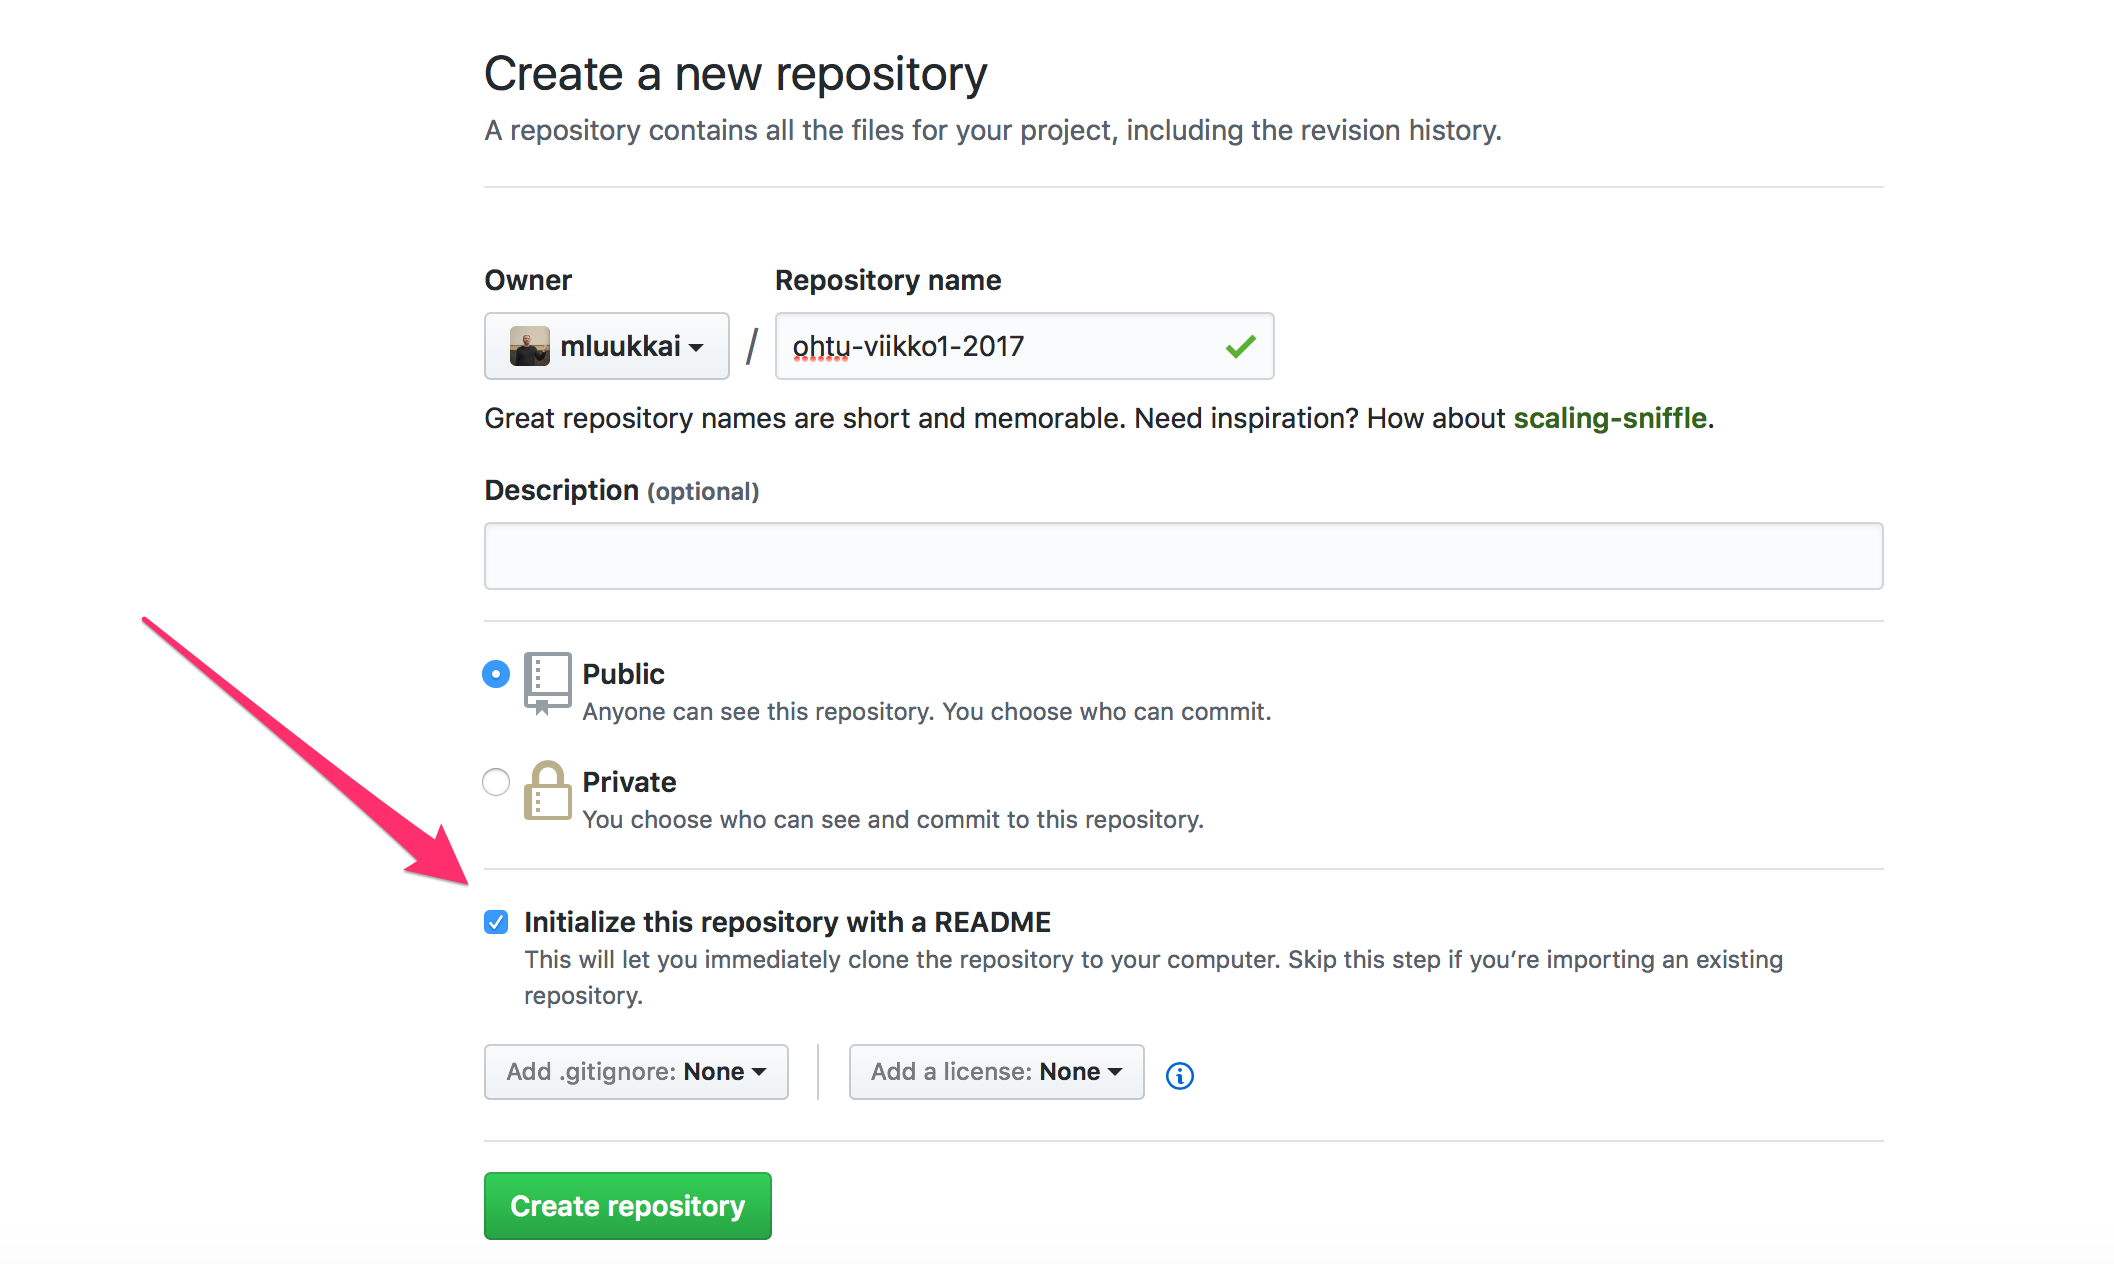 Create a new repository
A repository contains all the files for your project, including the revision history.
Owner
Repository name
mluukkai / ohtu-viikko1-2017
Great repository names are short and memorable. Need inspiration? How about scaling-sniffle.
Description (optional)
Public
Anyone can see this repository. You choose who can commit.
Private
You choose who can see and commit to this repository.
Initialize this repository with a README
This will let you immediately clone the repository to your computer. Skip this step if you’re importing an existing
repository.
Add .gitignore: None
Add a license: None
Create repository